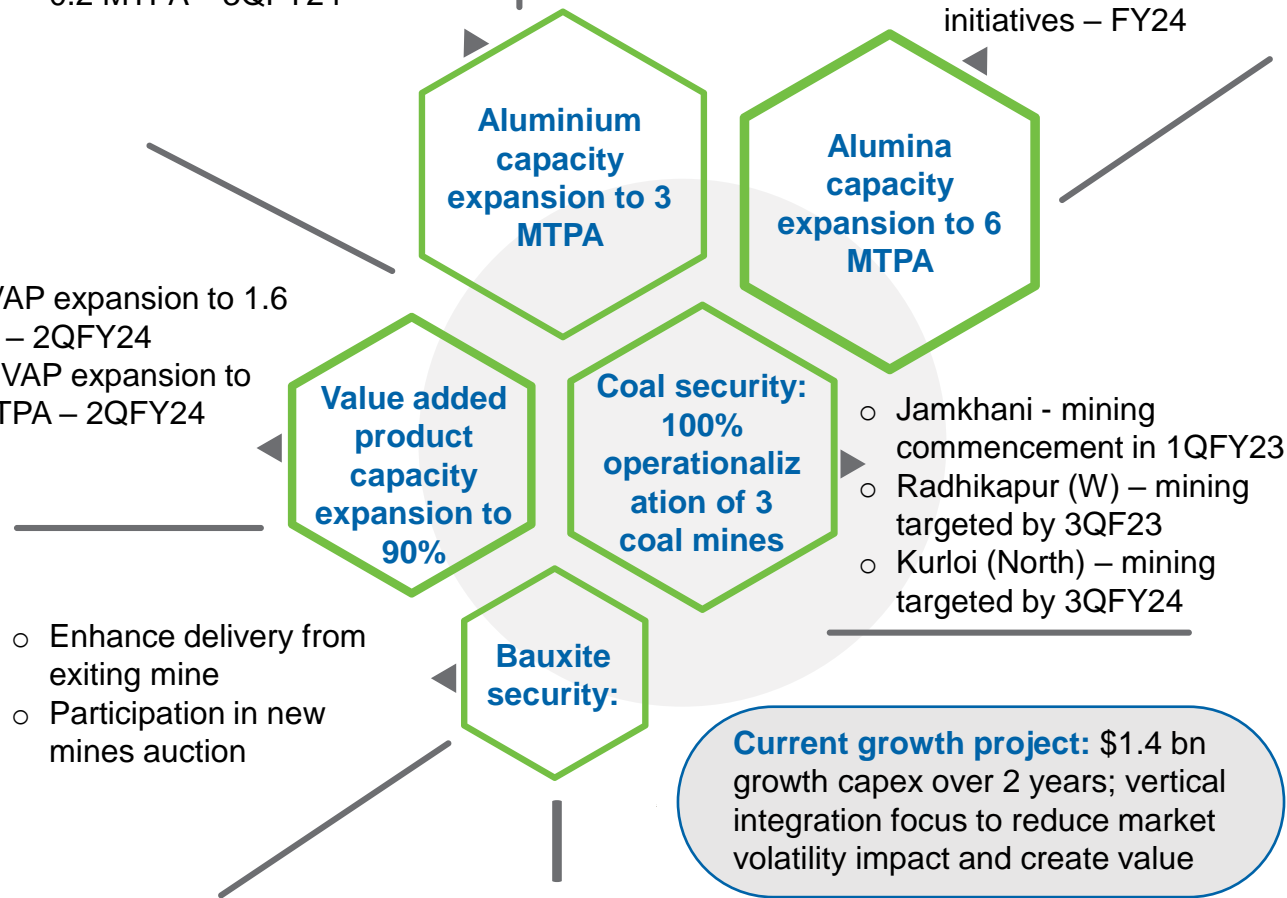 initiatives – FY24
Aluminium
capacity
expansion to 3
MTPA
Alumina
capacity
expansion to 6
MTPA
VAP expansion to 1.6
– 2QFY24
VAP expansion to
TPA – 2QFY24
Value added
product
capacity
expansion to
90%
Coal security:
100%
operationaliz
ation of 3
coal mines
○ Jamkhani - mining
commencement in 1QFY23
○ Radhikapur (W) – mining
targeted by 3QF23
○ Kurloi (North) – mining
targeted by 3QFY24
○ Enhance delivery from
exiting mine
○ Participation in new
mines auction
Bauxite
security:
Current growth project: $1.4 bn
growth capex over 2 years; vertical
integration focus to reduce market
volatility impact and create value